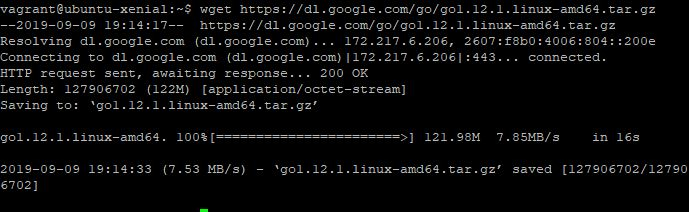 vagrant@ubuntu-xenial:~$ wget https://dl.google.com/go/go1.12.1.linux-amd64.tar.gz
--2019-09-09 19:14:17--  https://dl.google.com/go/go1.12.1.linux-amd64.tar.gz
Resolving dl.google.com (dl.google.com)... 172.217.6.206, 2607:f8b0:4006:804::200e
Connecting to dl.google.com (dl.google.com)|172.217.6.206|:443... connected.
HTTP request sent, awaiting response... 200 OK
Length: 127906702 (122M) [application/octet-stream]
Saving to: ‘go1.12.1.linux-amd64.tar.gz’
go1.12.1.linux-amd64. 100%[=======================>] 121.98M  7.85MB/s    in 16s
2019-09-09 19:14:33 (7.53 MB/s) - ‘go1.12.1.linux-amd64.tar.gz’ saved [127906702/12790
6702]